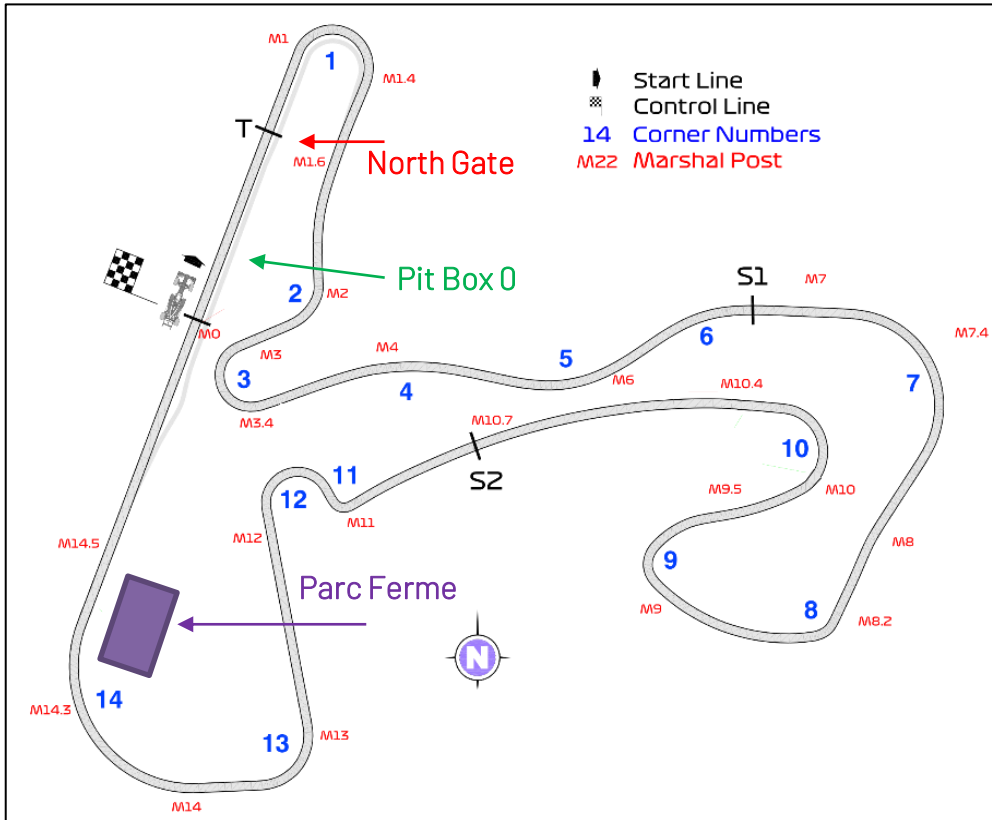 M1
1
M1.4
Start Line
Control Line
14 Corner Numbers
M22 Marshal Post
T
M1.6
North Gate
Pit Box 0
2
M2
M0
M3
3
M3.4
M4
4
5
M6
6
S1
M7
M7.4
7
M10.4
M10.7
S2
10
M10
M9.5
9
M9
8
M8.2
M8
11
M11
12
M12
M14.5
Parc Ferme
N
14
M14.3
13
M13
M14